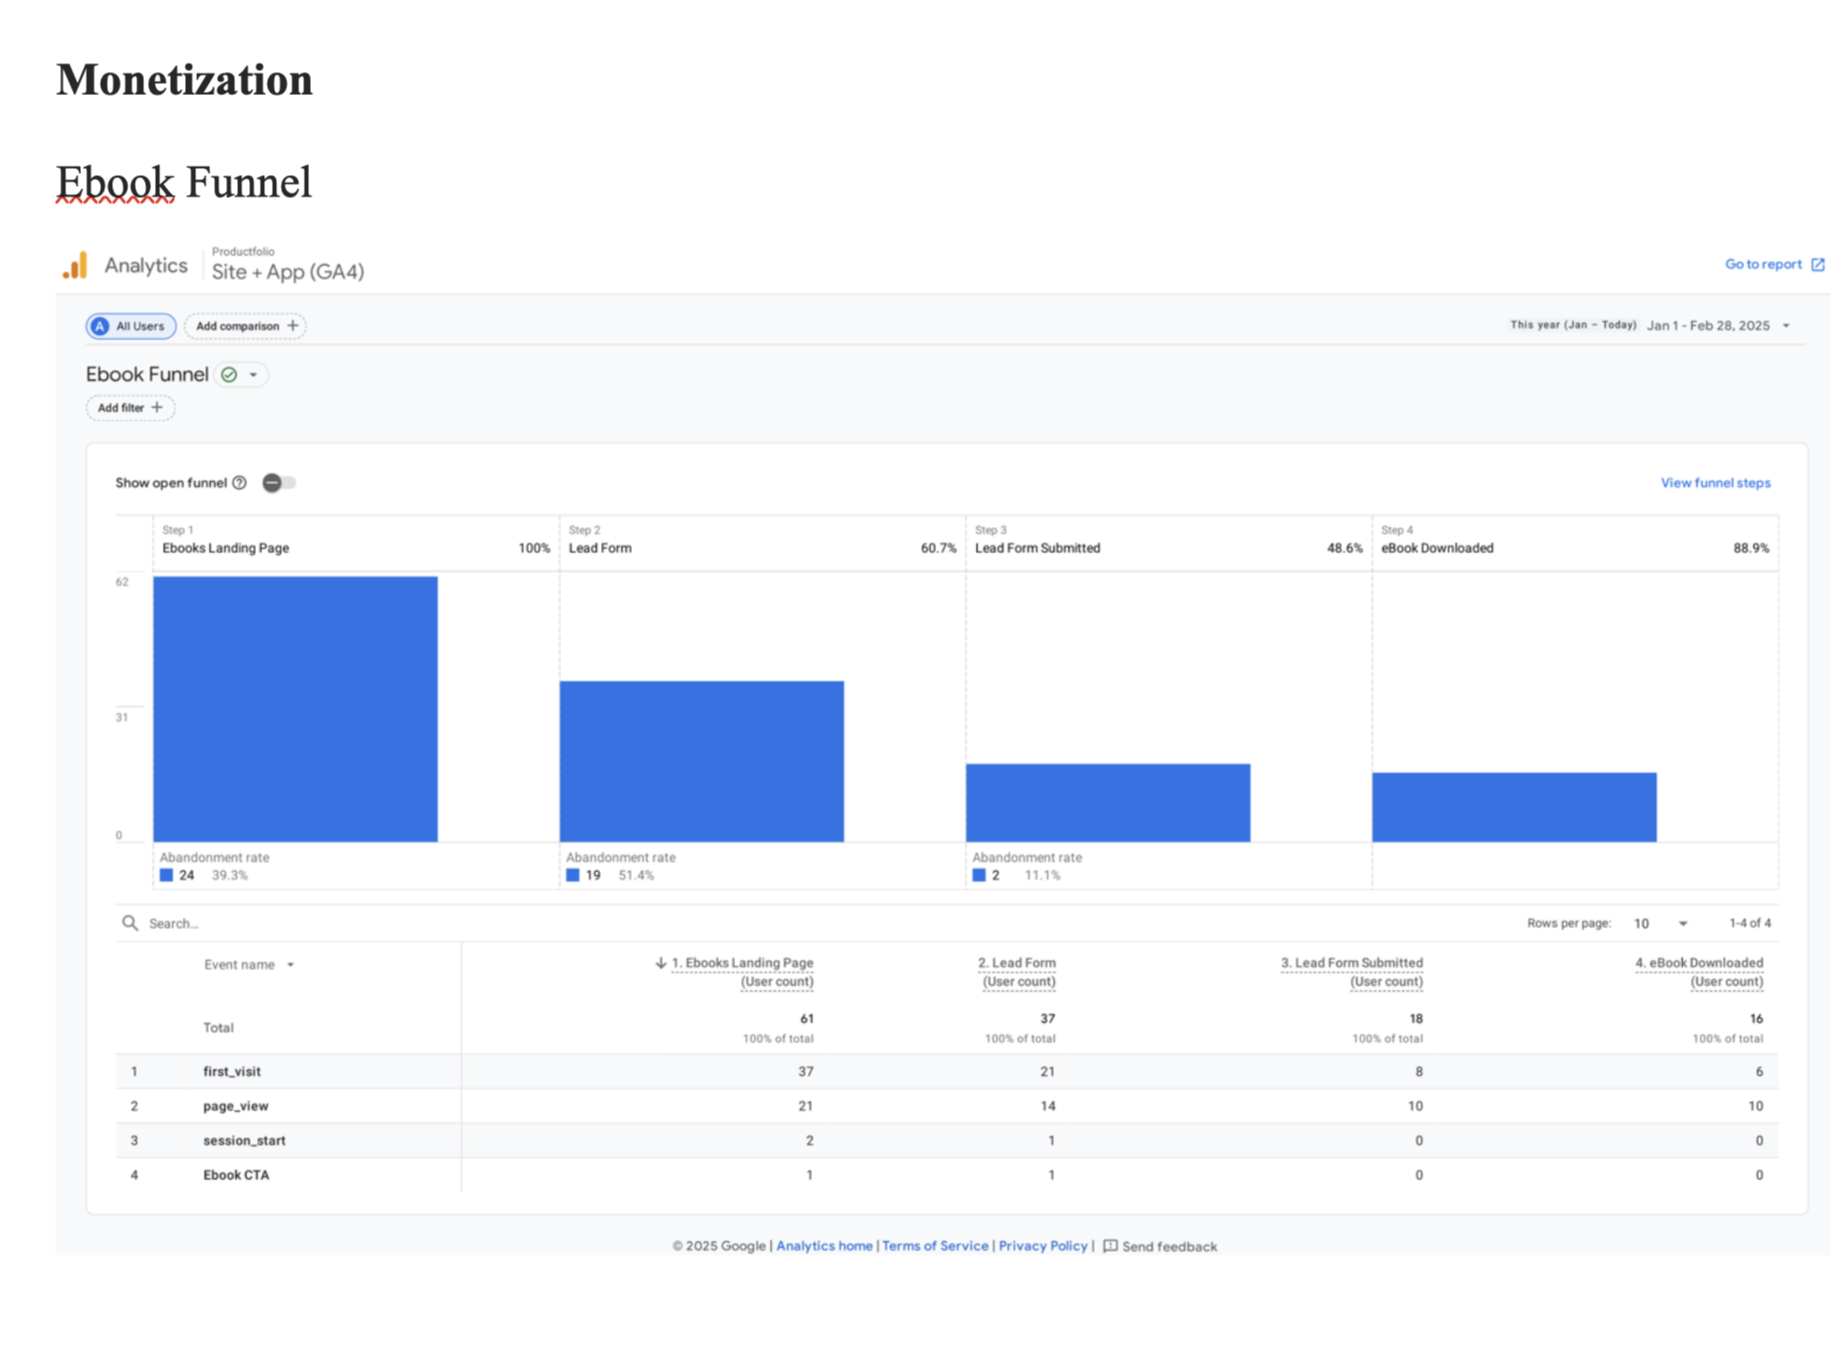 Monetization
Ebook Funnel
Analytics
Productfolio
Site + App (GA4)
Go to report
A All Users
Add comparison +
This year (Jan – Today) Jan 1 - Feb 28, 2025
Ebook Funnel
Add filter +
Show open funnel
View funnel steps
Step 1
Ebooks Landing Page 100%
Step 2
Lead Form 60.7%
Step 3
Lead Form Submitted 48.6%
Step 4
eBook Downloaded 88.9%
62
31
0
Abandonment rate
24 39.3%
Abandonment rate
19 51.4%
Abandonment rate
2 11.1%
Search...
Rows per page: 10 1-4 of 4
Event name
1. Ebooks Landing Page
(User count)
2. Lead Form
(User count)
3. Lead Form Submitted
(User count)
4. eBook Downloaded
(User count)
Total 61 37 18 16
100% of total 100% of total 100% of total 100% of total
1 first_visit 37 21 8 6
2 page_view 21 14 10 10
3 session_start 2 1 0 0
4 Ebook CTA 1 1 0 0
© 2025 Google | Analytics home | Terms of Service | Privacy Policy | Send feedback